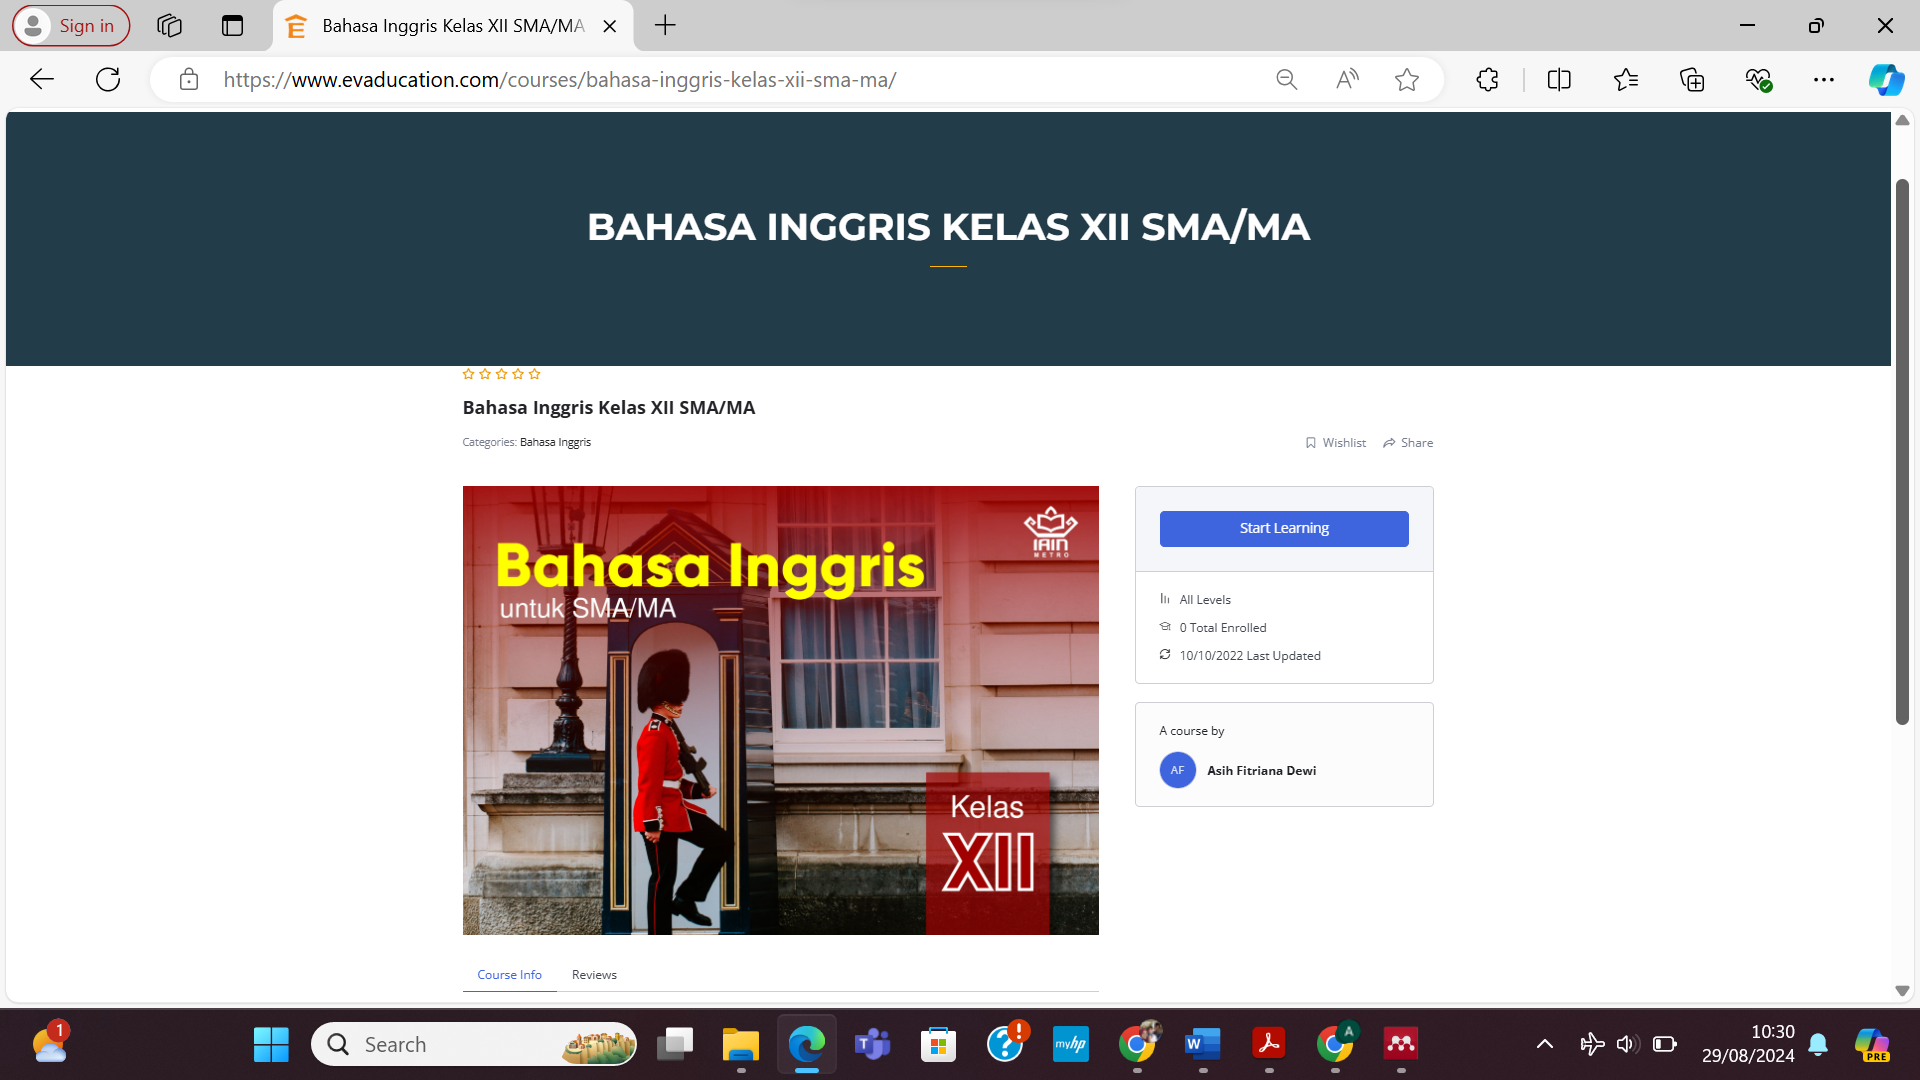 Sign in
Bahasa Inggris Kelas XII SMA/MA
https://www.evaducation.com/courses/bahasa-inggris-kelas-xii-sma-ma/
BAHASA INGGRIS KELAS XII SMA/MA
Bahasa Inggris Kelas XII SMA/MA
Categories: Bahasa Inggris
Wishlist
Share
Bahasa Inggris
untuk SMA/MA
IAIN
METRO
Kelas
XII
Start Learning
All Levels
0 Total Enrolled
10/10/2022 Last Updated
A course by
AF
Asih Fitriana Dewi
Course Info
Reviews
1
Search
T
myhp
W
A
10:30
29/08/2024
PRE